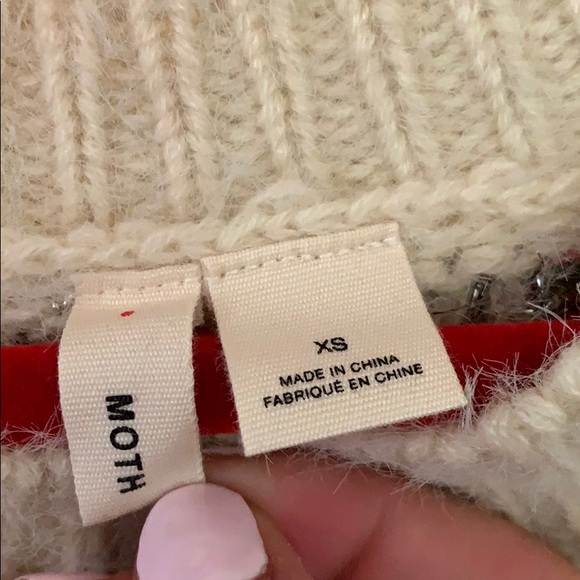 MOTH
XS
MADE IN CHINA
FABRIQUÉ EN CHINE